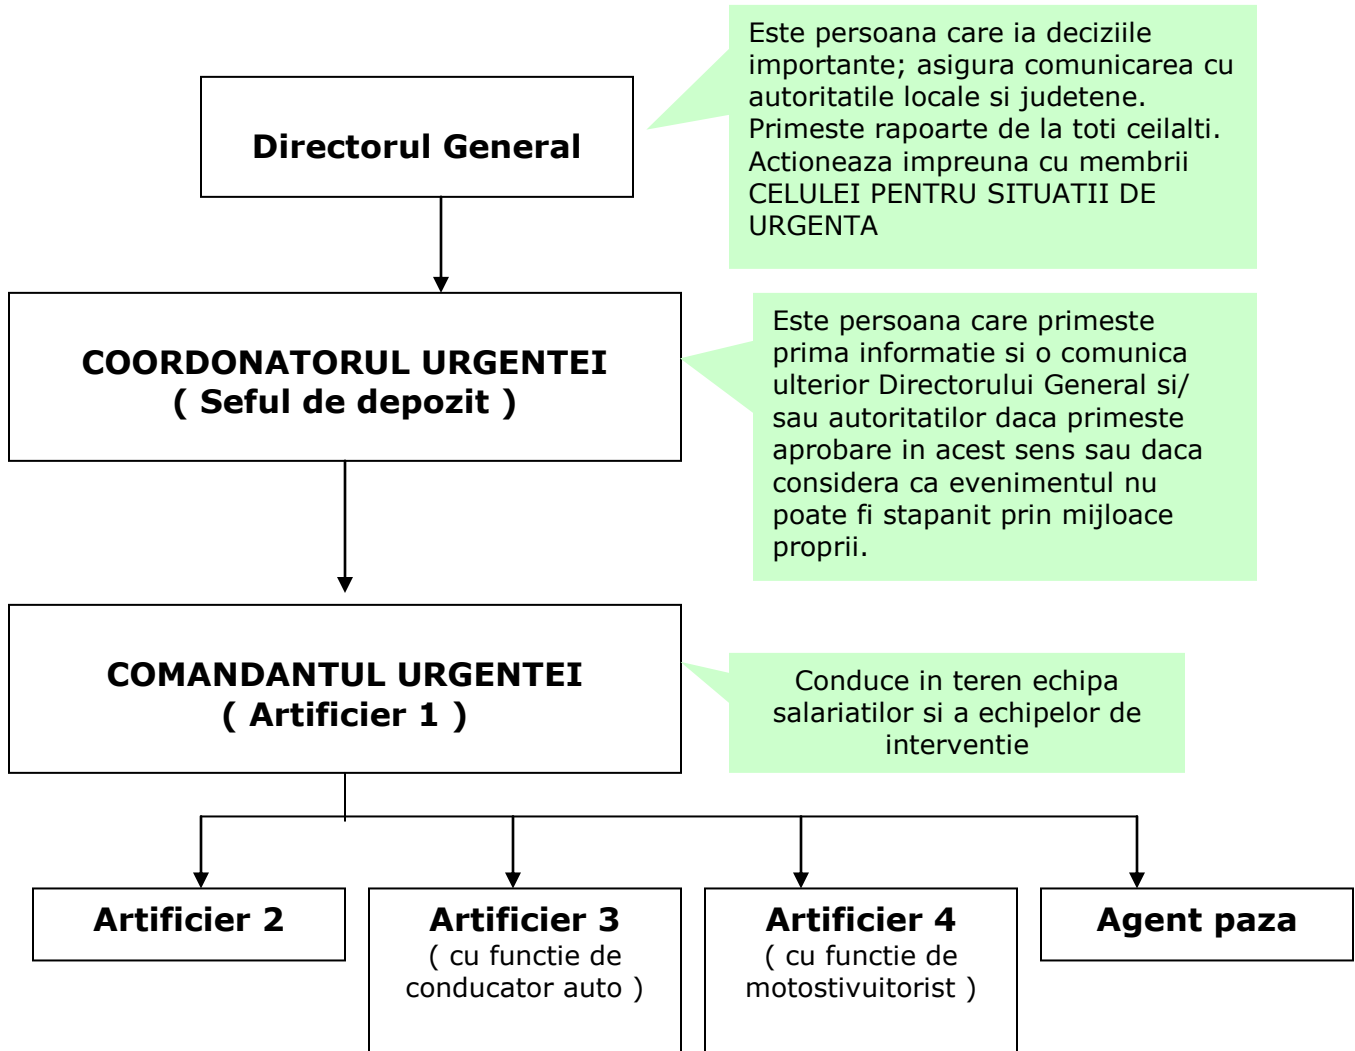 Este persoana care ia deciziile
importante; asigura comunicarea cu
autoritatile locale si judetene.
Primeste rapoarte de la toti ceilalti.
Actioneaza impreuna cu membrii
CELULEI PENTRU SITUATII DE
URGENTA
Directorul General
Este persoana care primeste
prima informatie si o comunica
ulterior Directorului General si/
sau autoritatilor daca primeste
aprobare in acest sens sau daca
considera ca evenimentul nu
poate fi stapanit prin mijloace
proprii.
COORDONATORUL URGENTEI
( Seful de depozit )
COMANDANTUL URGENTEI
( Artificier 1 )
Conduce in teren echipa
salariatilor si a echipelor de
interventie
Artificier 2
Artificier 3
( cu functie de
conducator auto )
Artificier 4
( cu functie de
motostivuitorist )
Agent paza